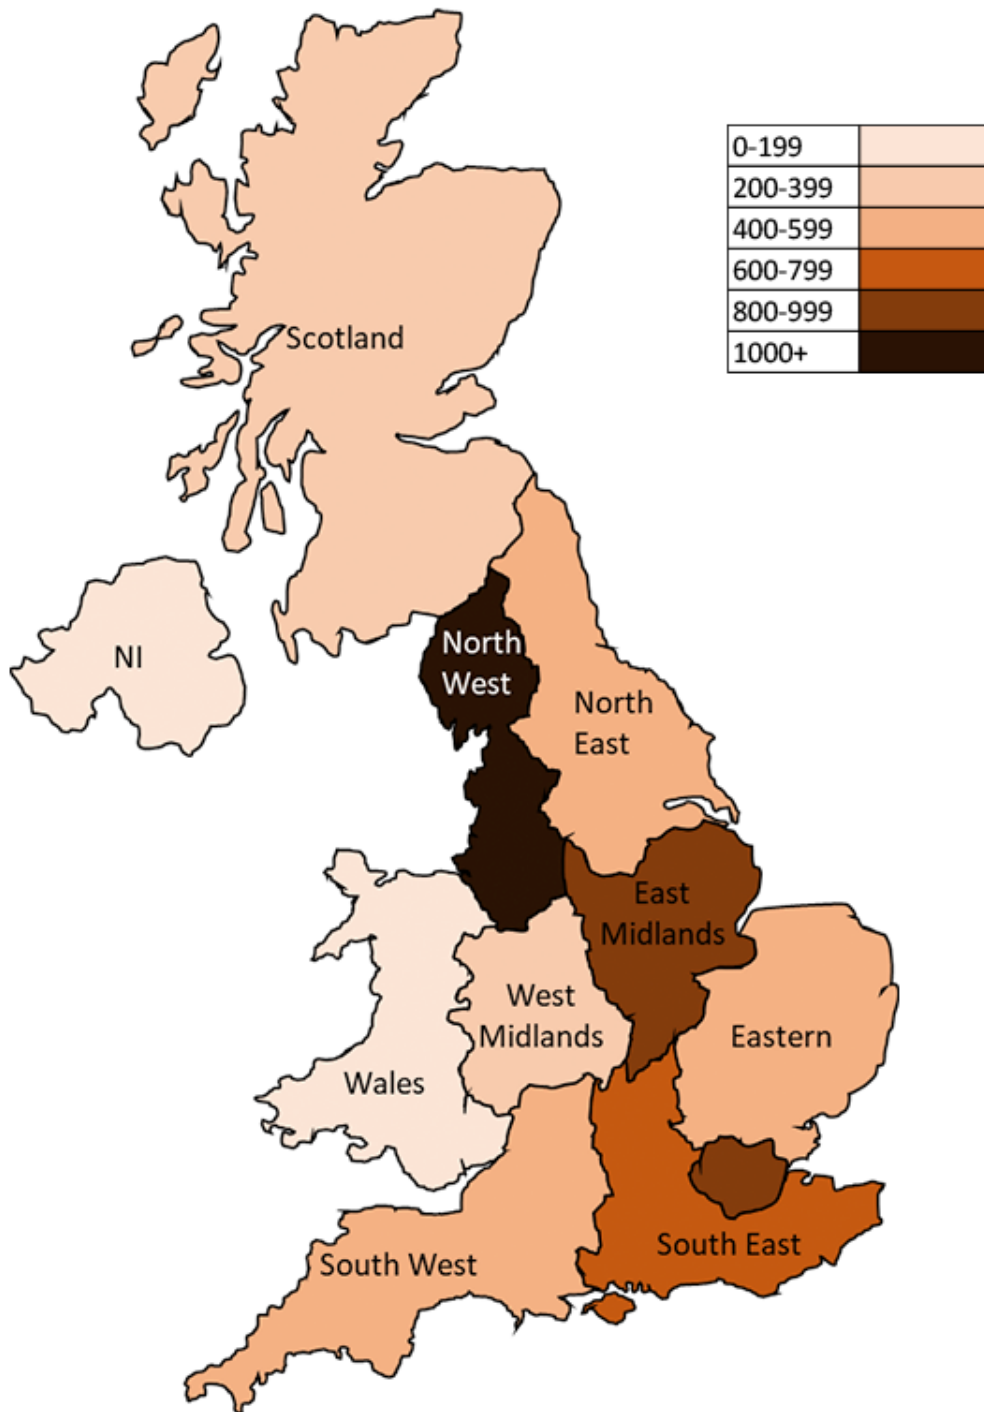 0-199
200-399
400-599
600-799
800-999
1000+
Scotland
NI
North
West
North
East
East
Midlands
West
Midlands
Eastern
Wales
South East
South West